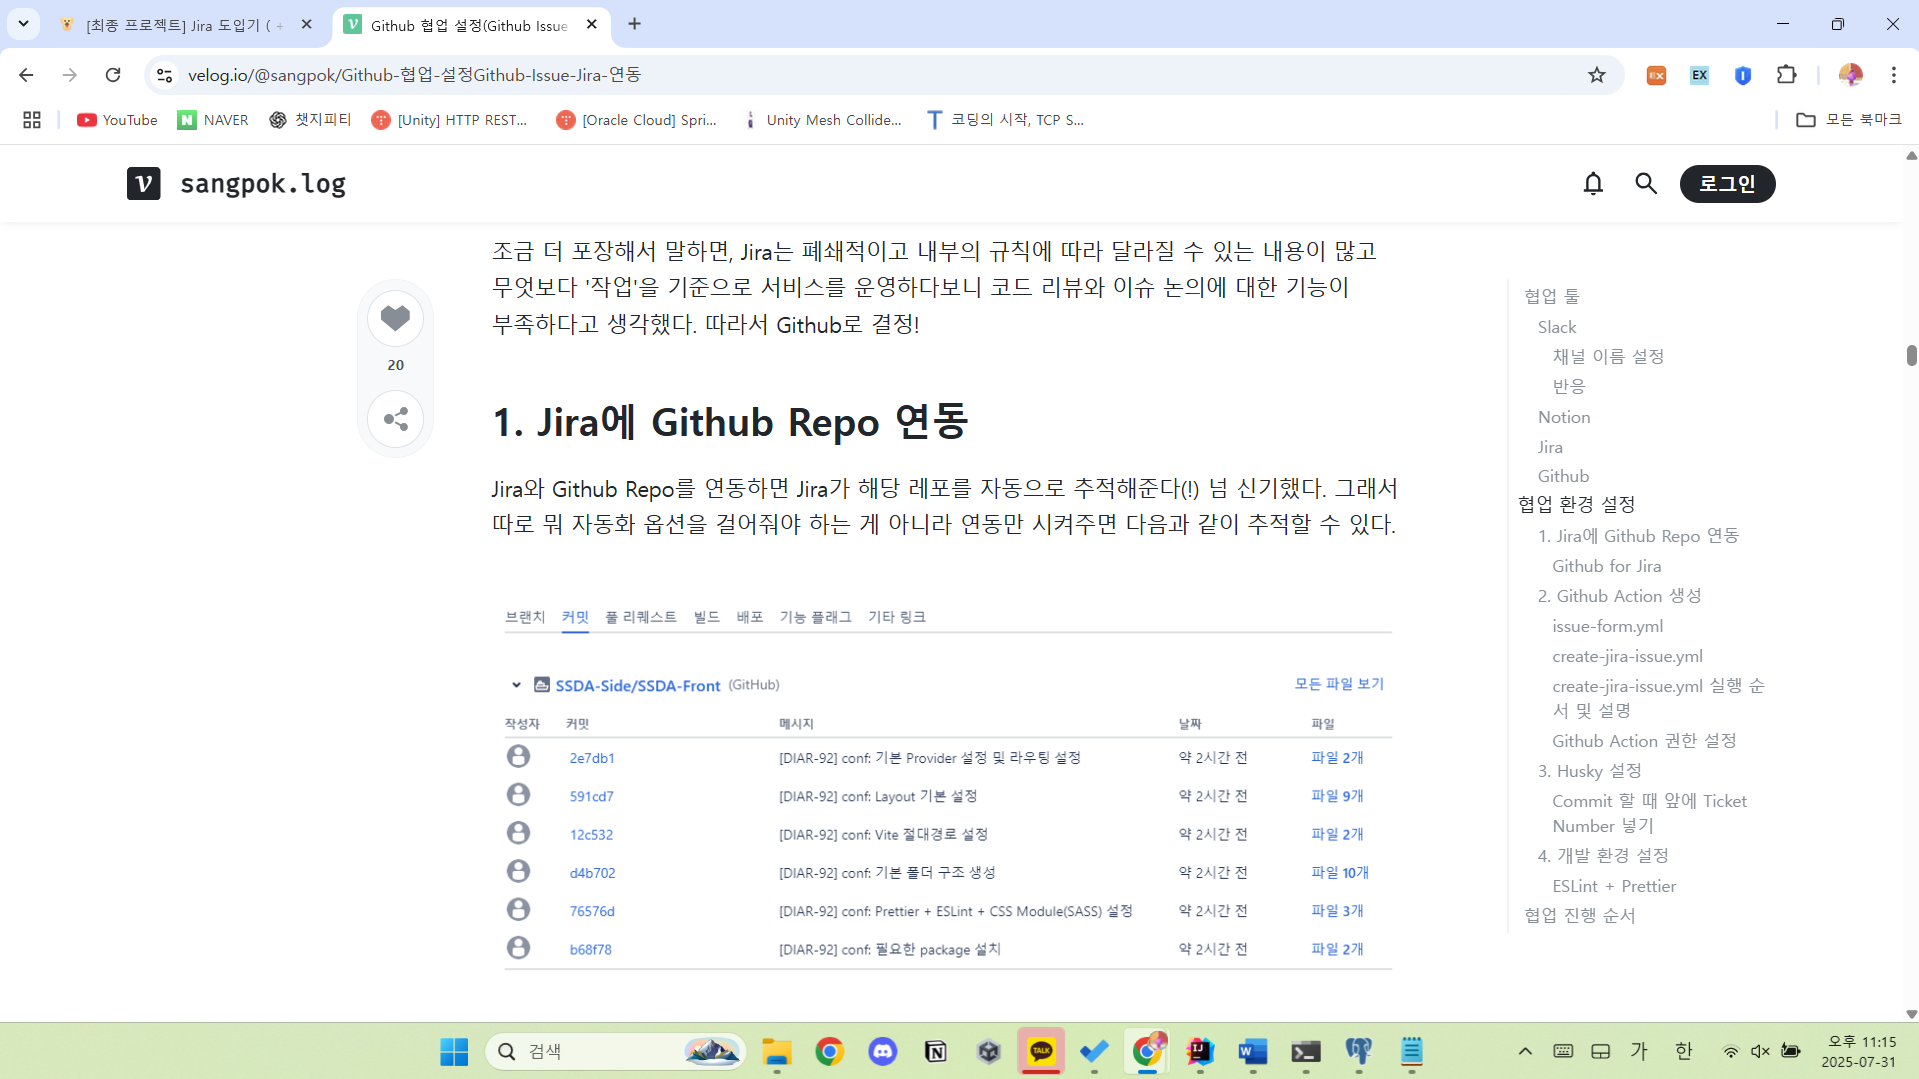 [최종 프로젝트] Jira 도입기 ( +
Github 협업 설정(Github Issue
velog.io/@sangpok/Github-협업-설정Github-Issue-Jira-연동
EX
YouTube
NAVER
챗지피티
[Unity] HTTP REST...
[Oracle Cloud] Spri...
Unity Mesh Collide...
코딩의 시작, TCP S...
모든 북마크
sangpok.log
로그인
조금 더 포장해서 말하면, Jira는 폐쇄적이고 내부의 규칙에 따라 달라질 수 있는 내용이 많고
무엇보다 '작업'을 기준으로 서비스를 운영하다보니 코드 리뷰와 이슈 논의에 대한 기능이
부족하다고 생각했다. 따라서 Github로 결정!
20
1. Jira에 Github Repo 연동
Jira와 Github Repo를 연동하면 Jira가 해당 레포를 자동으로 추적해준다(!) 넘 신기했다. 그래서
따로 뭐 자동화 옵션을 걸어줘야 하는 게 아니라 연동만 시켜주면 다음과 같이 추적할 수 있다.
브랜치 커밋 풀 리퀘스트 빌드 배포 기능 플래그 기타 링크
SSDA-Side/SSDA-Front (GitHub) 모든 파일 보기
작성자 커밋 메시지 날짜 파일
2e7db1 [DIAR-92] conf: 기본 Provider 설정 및 라우팅 설정 약 2시간 전 파일 2개
591cd7 [DIAR-92] conf: Layout 기본 설정 약 2시간 전 파일 9개
12c532 [DIAR-92] conf: Vite 절대경로 설정 약 2시간 전 파일 2개
d4b702 [DIAR-92] conf: 기본 폴더 구조 생성 약 2시간 전 파일 10개
76576d [DIAR-92] conf: Prettier + ESLint + CSS Module(SASS) 설정 약 2시간 전 파일 3개
b68f78 [DIAR-92] conf: 필요한 package 설치 약 2시간 전 파일 2개
협업 툴
Slack
채널 이름 설정
반응
Notion
Jira
Github
협업 환경 설정
1. Jira에 Github Repo 연동
Github for Jira
2. Github Action 생성
issue-form.yml
create-jira-issue.yml
create-jira-issue.yml 실행 순
서 및 설명
Github Action 권한 설정
3. Husky 설정
Commit 할 때 앞에 Ticket
Number 넣기
4. 개발 환경 설정
ESLint + Prettier
협업 진행 순서
검색
TALK
가
한
오후 11:15
2025-07-31